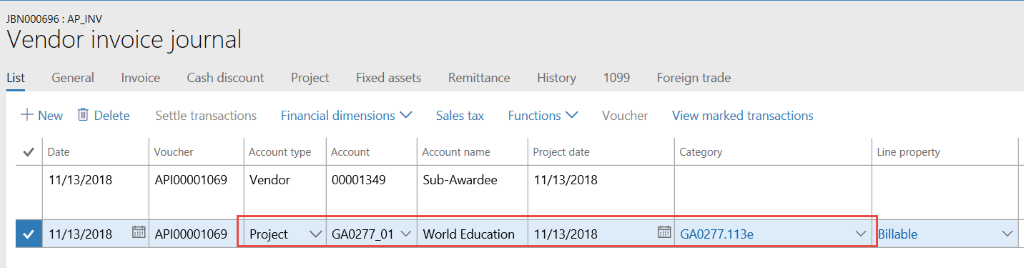 JBN000696 : AP_INV
Vendor invoice journal
List General Invoice Cash discount Project Fixed assets Remittance History 1099 Foreign trade
New Delete Settle transactions Financial dimensions Sales tax Functions Voucher View marked transactions
Date Voucher Account type Account Account name Project date Category Line property
11/13/2018 API00001069 Vendor 00001349 Sub-Awardee 11/13/2018
11/13/2018 API00001069 Project GA0277_01 World Education 11/13/2018 GA0277.113e Billable